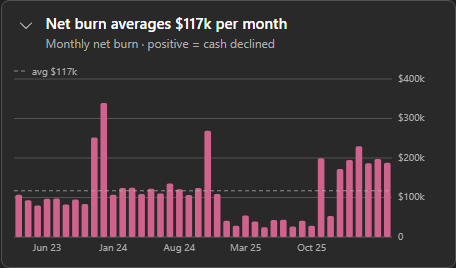 Net burn averages $117k per month
Monthly net burn · positive = cash declined
avg $117k
$400k
$300k
$200k
$100k
0
Jun 23 Jan 24 Aug 24 Mar 25 Oct 25